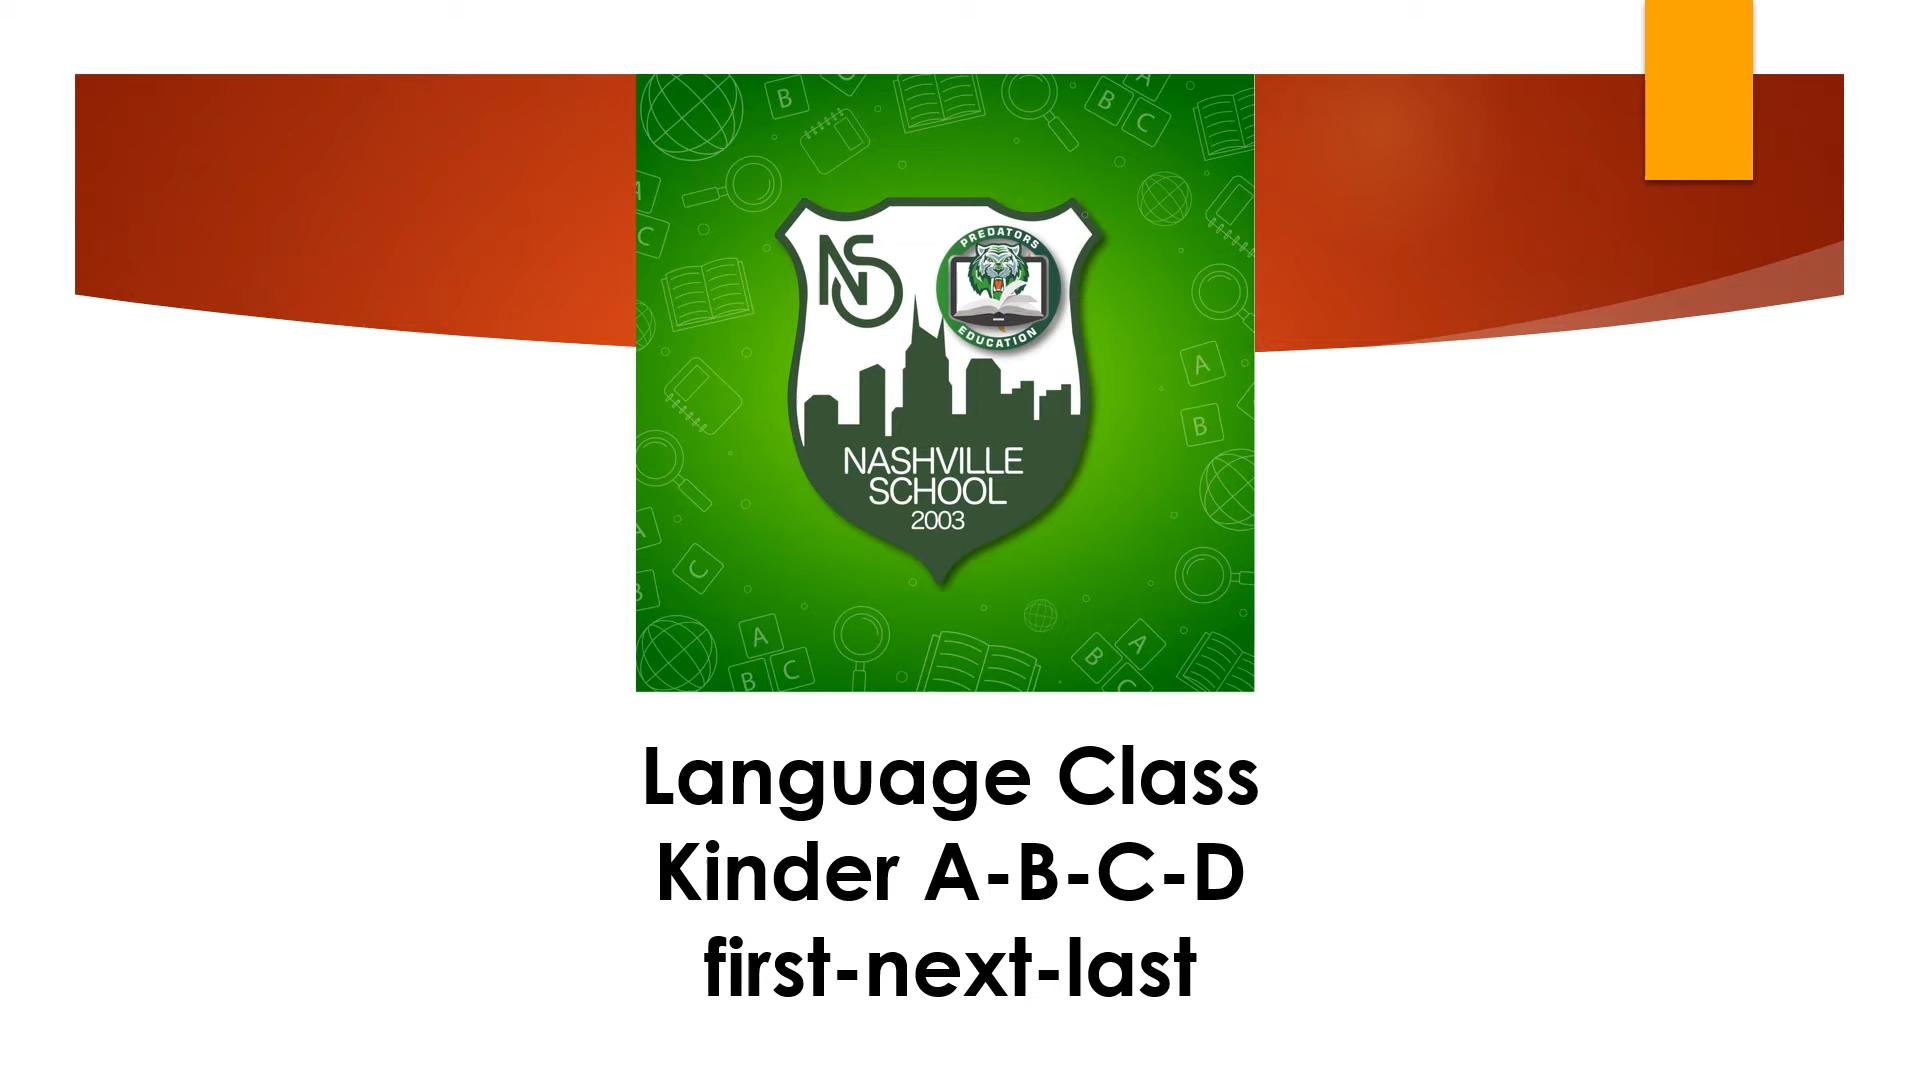 NS
PREDATORS
EDUCATION
NASHVILLE
SCHOOL
2003
Language Class
Kinder A-B-C-D
first-next-last